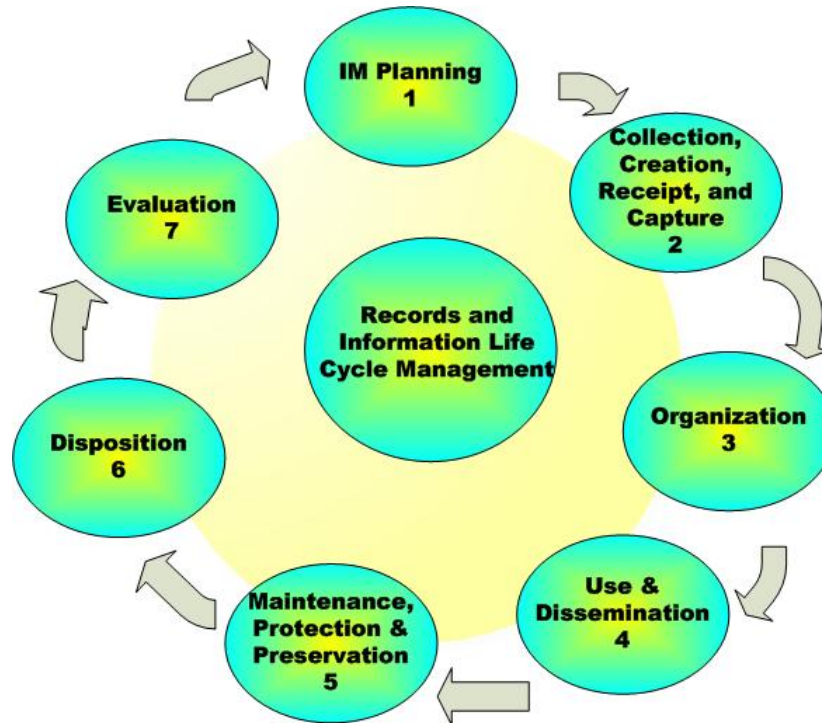 IM Planning
1
Collection,
Creation,
Receipt, and
Capture
2
Organization
3
Use &
Dissemination
4
Maintenance,
Protection &
Preservation
5
Disposition
6
Evaluation
7
Records and
Information Life
Cycle Management